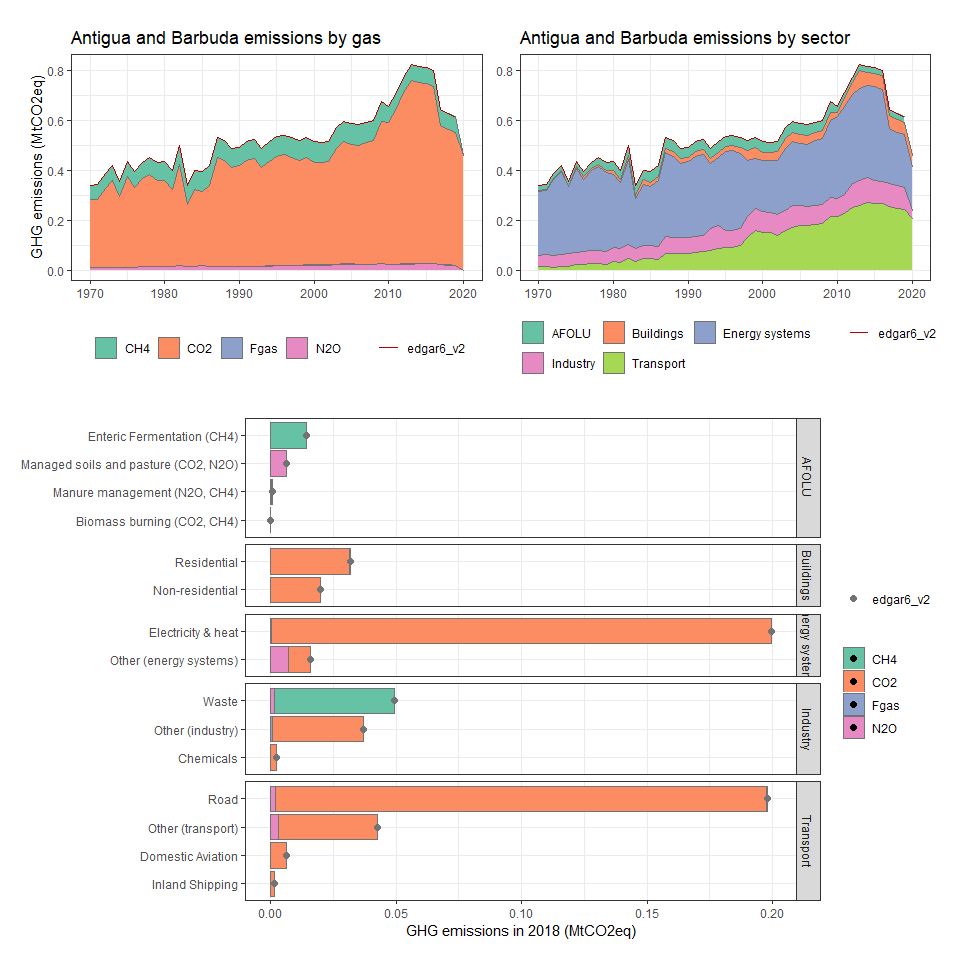 Antigua and Barbuda emissions by gas
GHG emissions (MtCO2eq)
0.8
0.6
0.4
0.2
0.0
1970 1980 1990 2000 2010 2020
CH4 CO2 Fgas N2O edgar6_v2
Antigua and Barbuda emissions by sector
0.8
0.6
0.4
0.2
0.0
1970 1980 1990 2000 2010 2020
AFOLU Buildings Energy systems edgar6_v2
Industry Transport
Enteric Fermentation (CH4)
Managed soils and pasture (CO2, N2O)
Manure management (N2O, CH4)
Biomass burning (CO2, CH4)
AFOLU
Residential
Non-residential
Buildings
Electricity & heat
Other (energy systems)
ergy syster
Waste
Other (industry)
Chemicals
Industry
Road
Other (transport)
Domestic Aviation
Inland Shipping
Transport
0.00 0.05 0.10 0.15 0.20
GHG emissions in 2018 (MtCO2eq)
edgar6_v2
CH4
CO2
Fgas
N2O